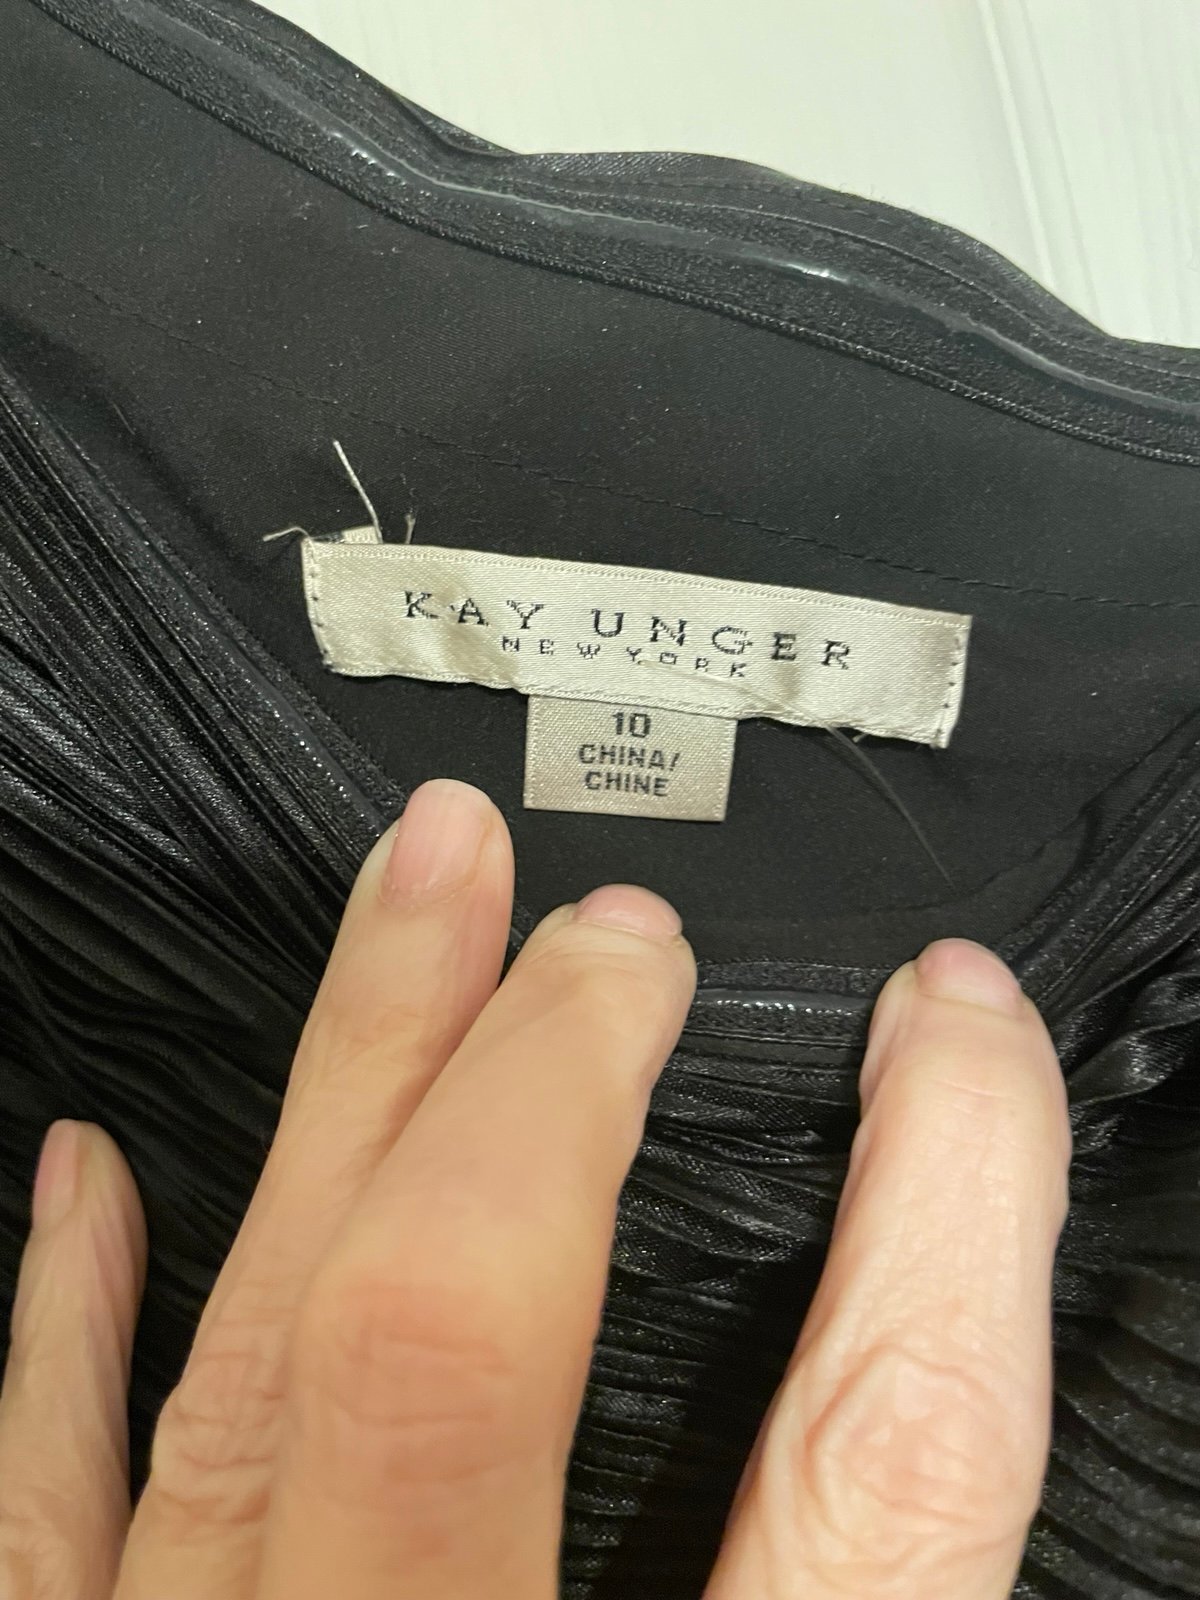 KAY UNGER
NEW YORK
10
CHINA/
CHINE